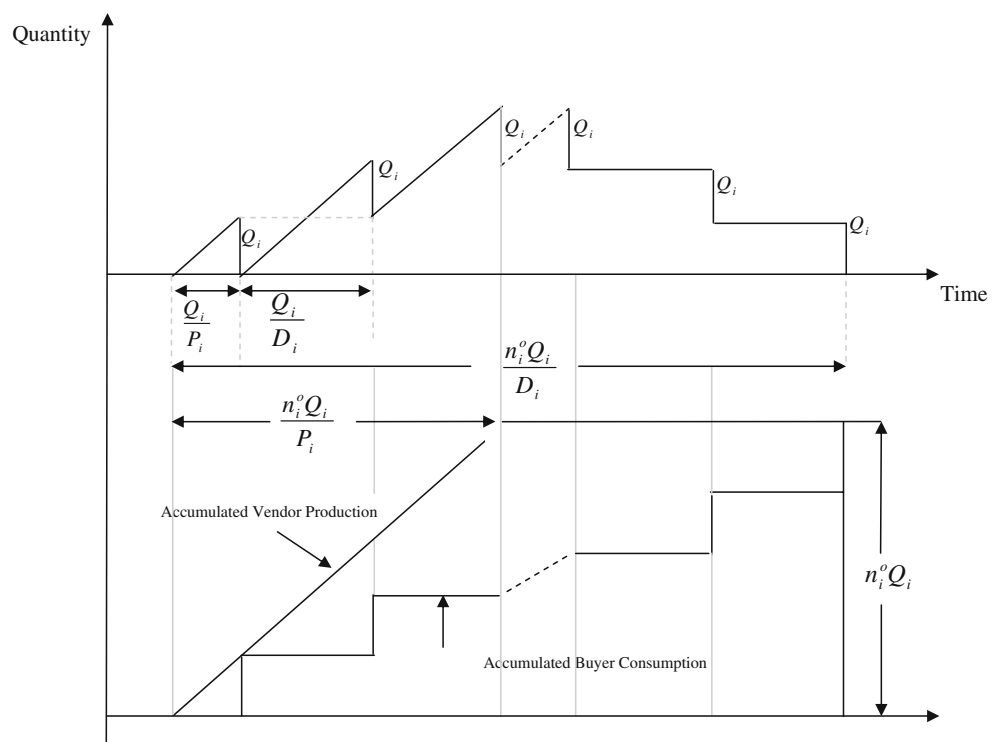 Quantity
Q_i
Q_i
Q_i
Q_i
Q_i
Q_i
Time
Q_i / P_i
Q_i / D_i
n_i^o Q_i / D_i
n_i^o Q_i / P_i
Accumulated Vendor Production
n_i^o Q_i
Accumulated Buyer Consumption